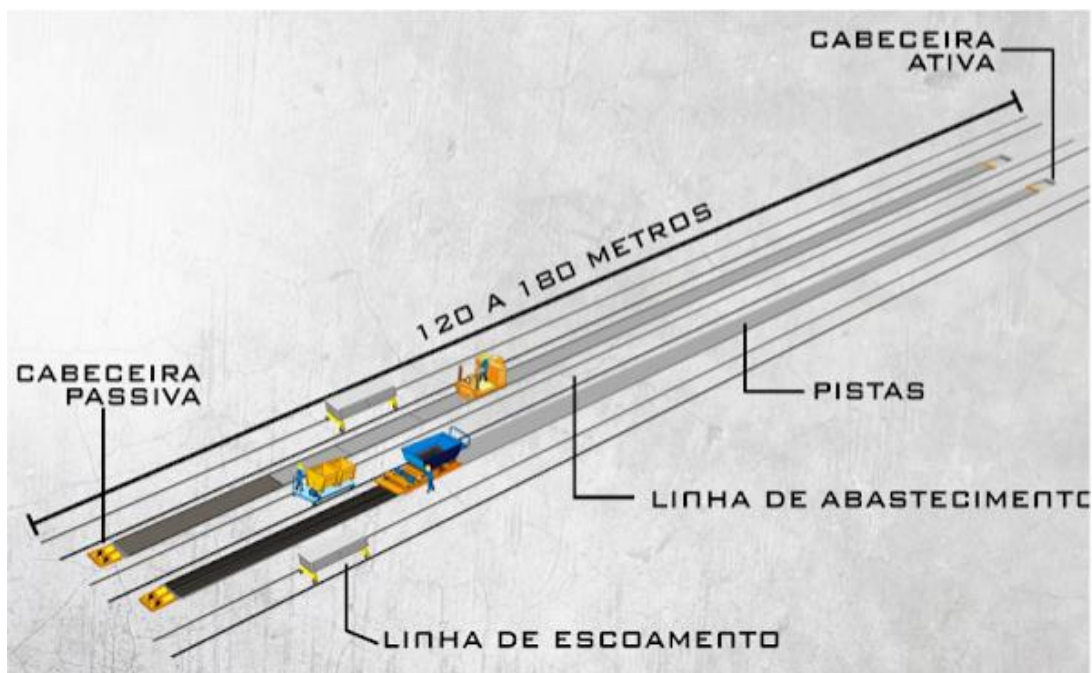 CABECEIRA
ATIVA
120 A 180 METROS
CABECEIRA
PASSIVA
PISTAS
LINHA DE ABASTECIMENTO
LINHA DE ESCOAMENTO